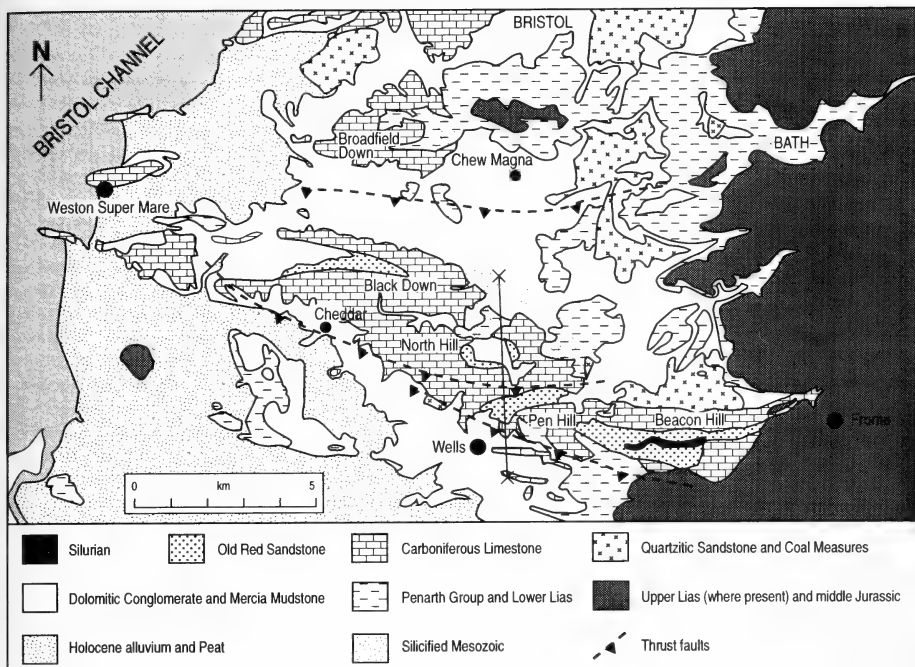 BRISTOL
N
BRISTOL CHANNEL
Broadfield
Down
Chew Magna
BATH
Weston Super Mare
Black Down
Cheddar
North Hill
Pen Hill
Beacon Hill
Frome
Wells
0 km 5
θ
Silurian
Old Red Sandstone
Carboniferous Limestone
Quartzitic Sandstone and Coal Measures
Dolomitic Conglomerate and Mercia Mudstone
Penarth Group and Lower Lias
Upper Lias (where present) and middle Jurassic
Holocene alluvium and Peat
Silicified Mesozoic
Thrust faults